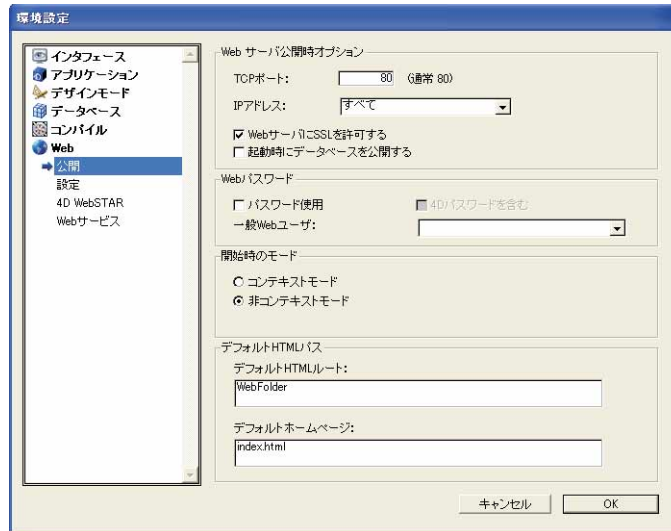 環境設定
インタフェース
アプリケーション
デザインモード
データベース
コンパイル
Web
公開
設定
4D WebSTAR
Webサービス
Web サーバ公開時オプション
TCPポート: 80 (通常 80)
IPアドレス: すべて
WebサーバにSSLを許可する
起動時にデータベースを公開する
Webパスワード
パスワード使用 4Dパスワードを含む
一般Webユーザ:
開始時のモード
コンテキストモード
非コンテキストモード
デフォルトHTMLパス
デフォルトHTMLルート:
WebFolder
デフォルトホームページ:
index.html
キャンセル OK